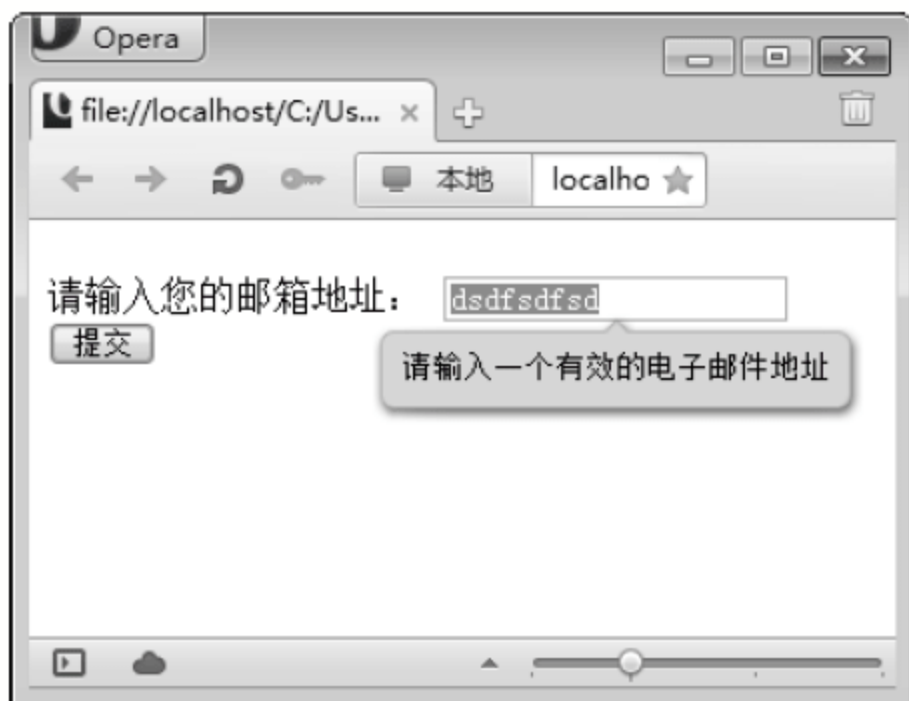 Opera
file://localhost/C:/Us...
本地 localho
请输入您的邮箱地址： dsdfsdfsd
提交
请输入一个有效的电子邮件地址